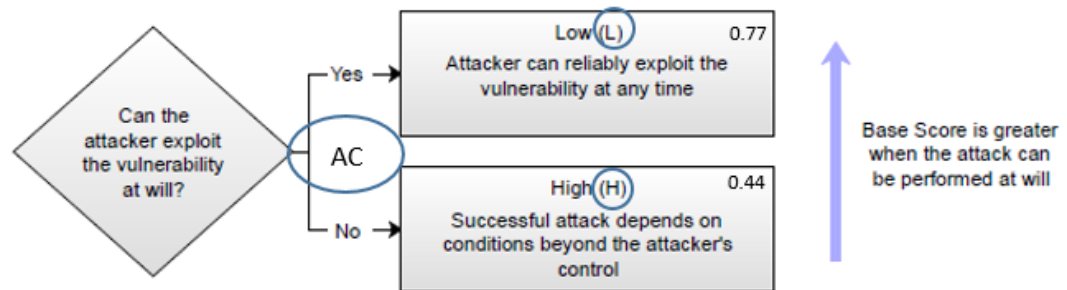 Can the
attacker exploit
the vulnerability
at will?
AC
Yes
No
Low (L) 0.77
Attacker can reliably exploit the
vulnerability at any time
High (H) 0.44
Successful attack depends on
conditions beyond the attacker's
control
Base Score is greater
when the attack can
be performed at will